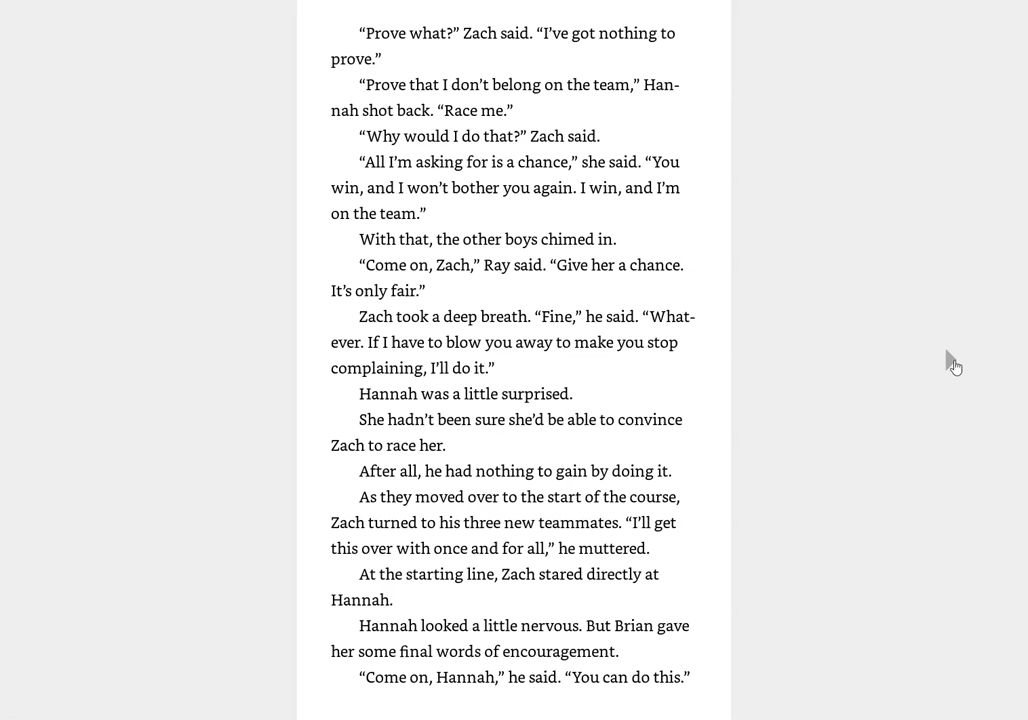 “Prove what?” Zach said. “I’ve got nothing to
prove.”
“Prove that I don’t belong on the team,” Han-
nah shot back. “Race me.”
“Why would I do that?” Zach said.
“All I’m asking for is a chance,” she said. “You
win, and I won’t bother you again. I win, and I’m
on the team.”
With that, the other boys chimed in.
“Come on, Zach,” Ray said. “Give her a chance.
It’s only fair.”
Zach took a deep breath. “Fine,” he said. “What-
ever. If I have to blow you away to make you stop
complaining, I’ll do it.”
Hannah was a little surprised.
She hadn’t been sure she’d be able to convince
Zach to race her.
After all, he had nothing to gain by doing it.
As they moved over to the start of the course,
Zach turned to his three new teammates. “I’ll get
this over with once and for all,” he muttered.
At the starting line, Zach stared directly at
Hannah.
Hannah looked a little nervous. But Brian gave
her some final words of encouragement.
“Come on, Hannah,” he said. “You can do this.”